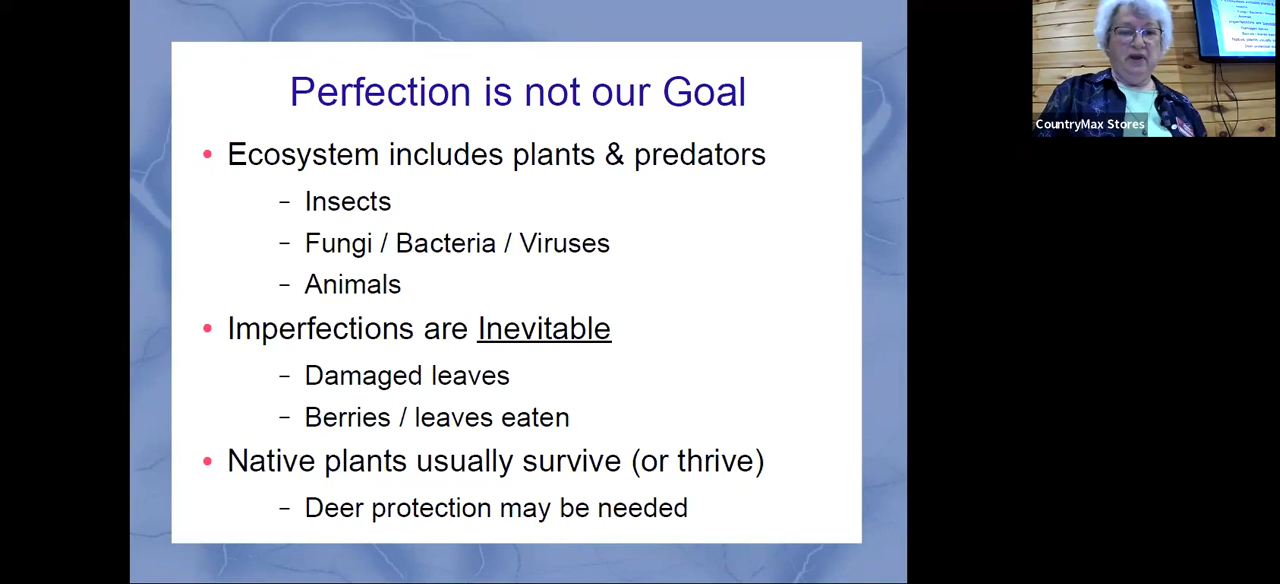 Perfection is not our Goal
• Ecosystem includes plants & predators
– Insects
– Fungi / Bacteria / Viruses
– Animals
• Imperfections are Inevitable
– Damaged leaves
– Berries / leaves eaten
• Native plants usually survive (or thrive)
– Deer protection may be needed
CountryMax Stores